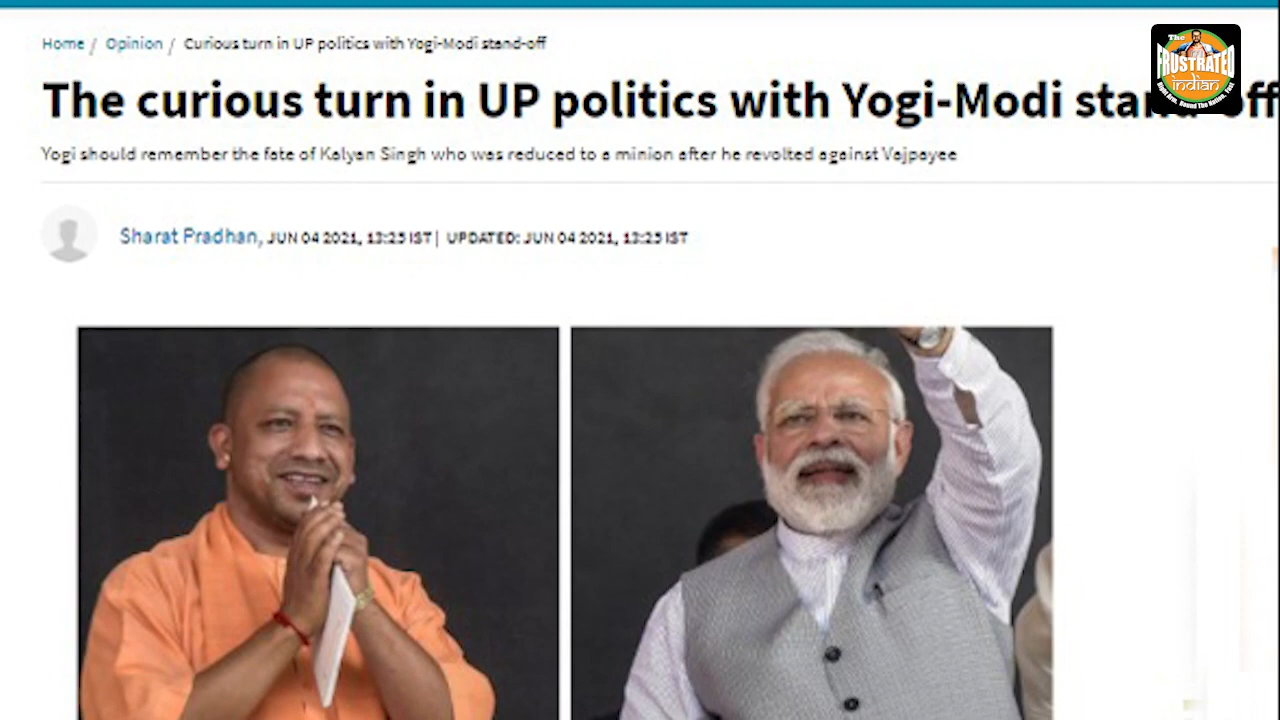 Home / Opinion / Curious turn in UP politics with Yogi-Modi stand-off
The FRUSTRATED indian
The curious turn in UP politics with Yogi-Modi stand-off
Yogi should remember the fate of Kalyan Singh who was reduced to a minion after he revolted against Vajpayee
Sharat Pradhan, JUN 04 2021, 13:25 IST | UPDATED: JUN 04 2021, 13:25 IST